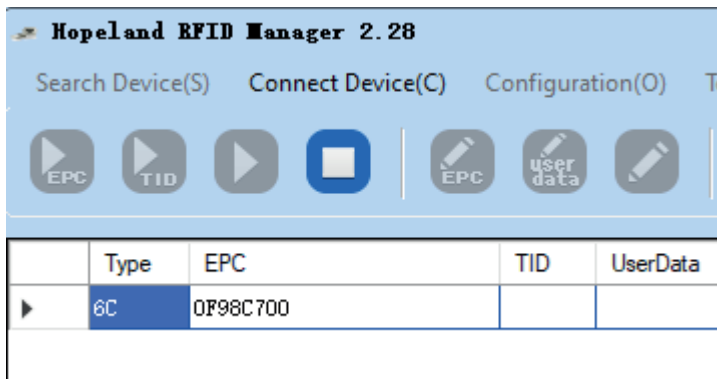 Hopeland RFID Manager 2.28
Search Device(S) Connect Device(C) Configuration(O)
EPC TID EPC user data
Type EPC TID UserData
6C 0F98C700